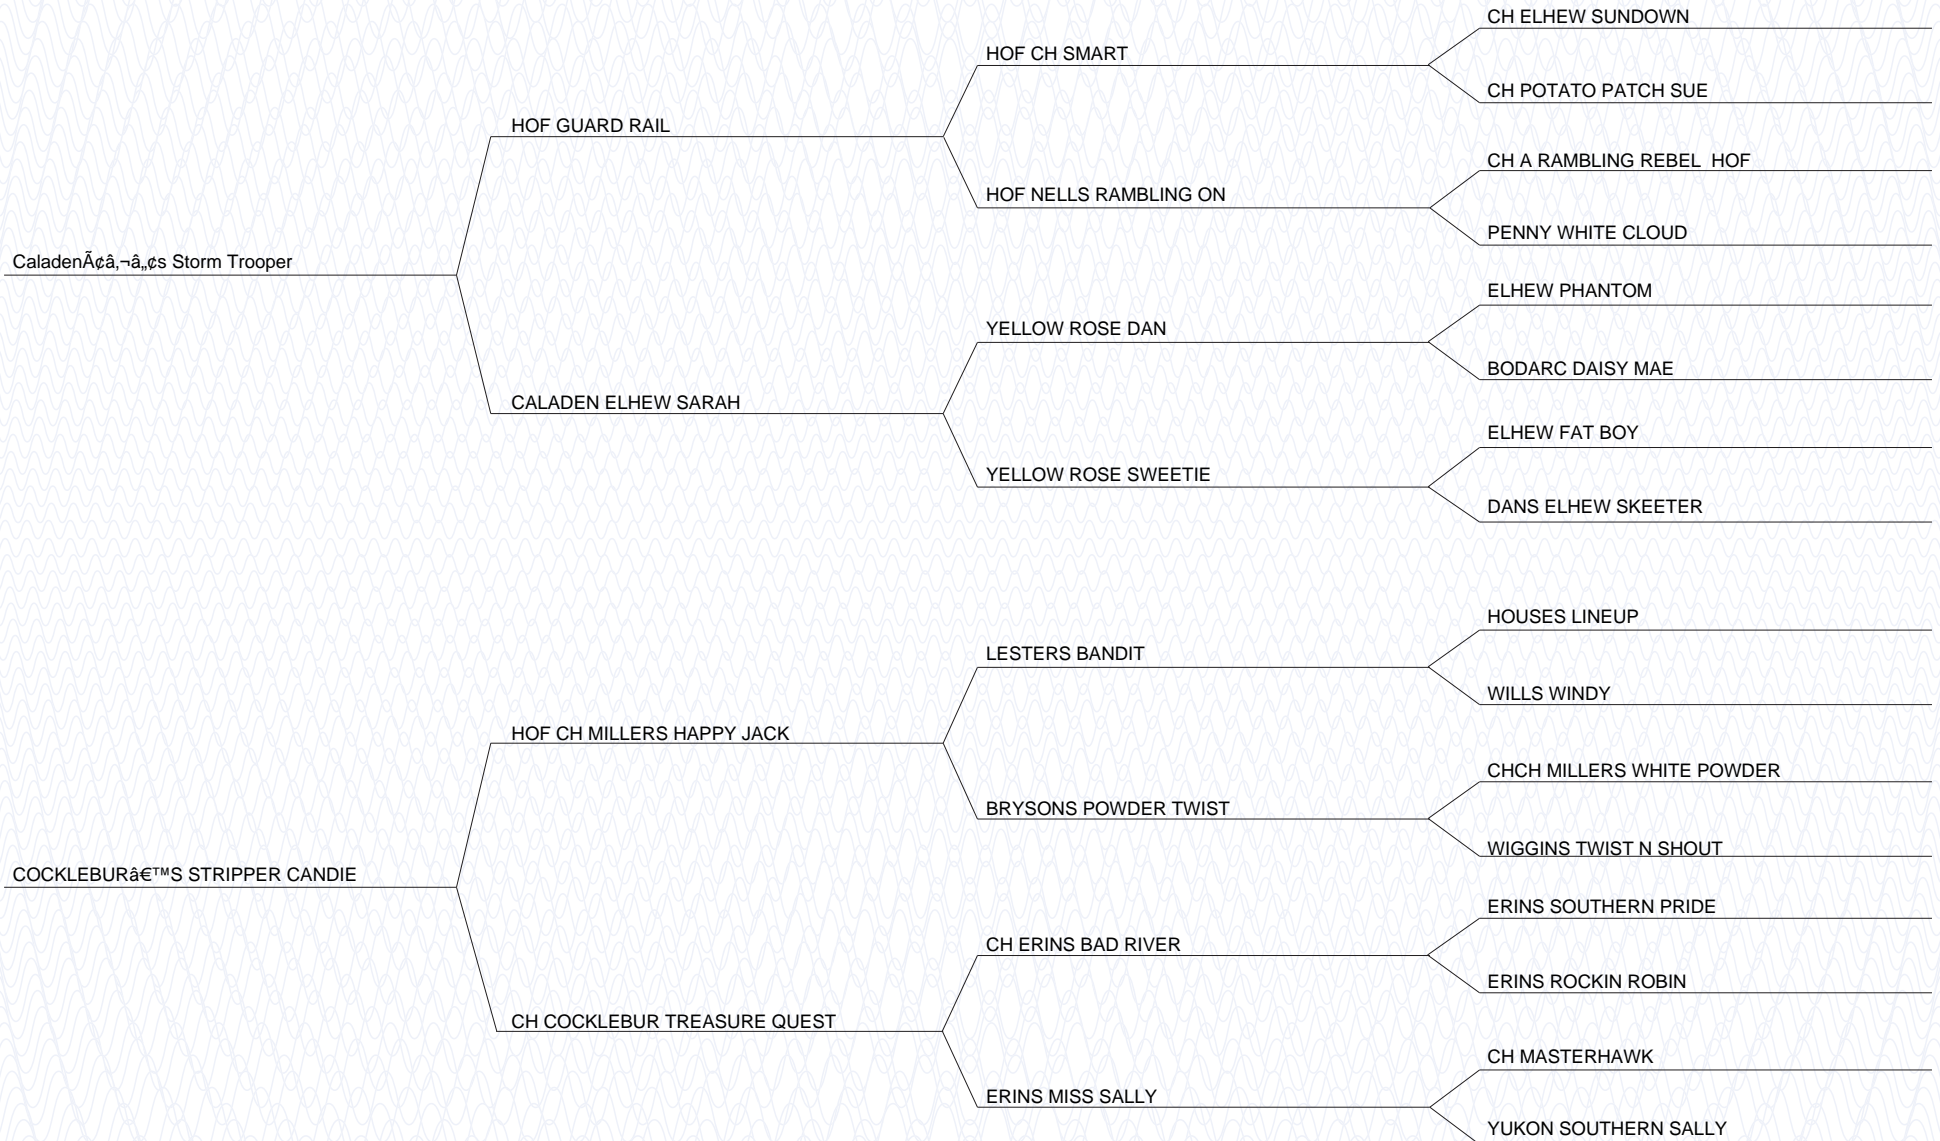 CH ELHEW SUNDOWN
HOF CH SMART
CH POTATO PATCH SUE
HOF GUARD RAIL
CH A RAMBLING REBEL  HOF
HOF NELLS RAMBLING ON
PENNY WHITE CLOUD
CaladenÃ¢â‚¬â„¢s Storm Trooper
ELHEW PHANTOM
YELLOW ROSE DAN
BODARC DAISY MAE
CALADEN ELHEW SARAH
ELHEW FAT BOY
YELLOW ROSE SWEETIE
DANS ELHEW SKEETER
HOUSES LINEUP
LESTERS BANDIT
WILLS WINDY
HOF CH MILLERS HAPPY JACK
CHCH MILLERS WHITE POWDER
BRYSONS POWDER TWIST
WIGGINS TWIST N SHOUT
COCKLEBURâ€™S STRIPPER CANDIE
ERINS SOUTHERN PRIDE
CH ERINS BAD RIVER
ERINS ROCKIN ROBIN
CH COCKLEBUR TREASURE QUEST
CH MASTERHAWK
ERINS MISS SALLY
YUKON SOUTHERN SALLY